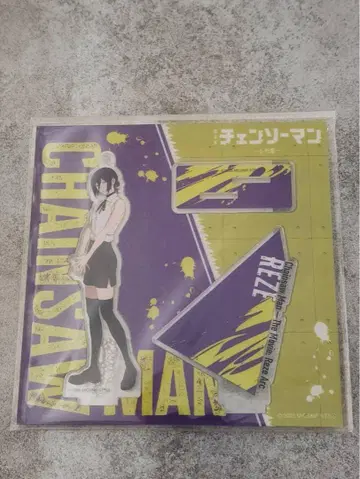 チェンソーマン
CHAINSAW
MAN
REZE
Chainsaw Man – The Movie: Reze Arc